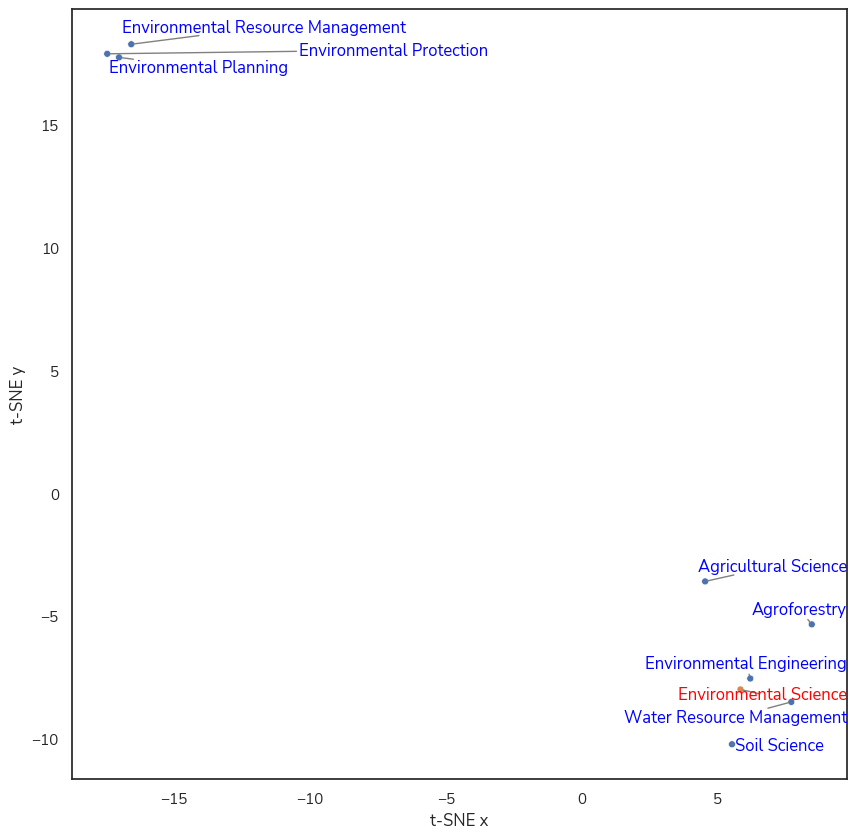 Environmental Resource Management
Environmental Protection
Environmental Planning
15
10
5
0
−5
−10
t-SNE y
Agricultural Science
Agroforestry
Environmental Engineering
Environmental Science
Water Resource Management
Soil Science
−15
−10
−5
0
5
t-SNE x